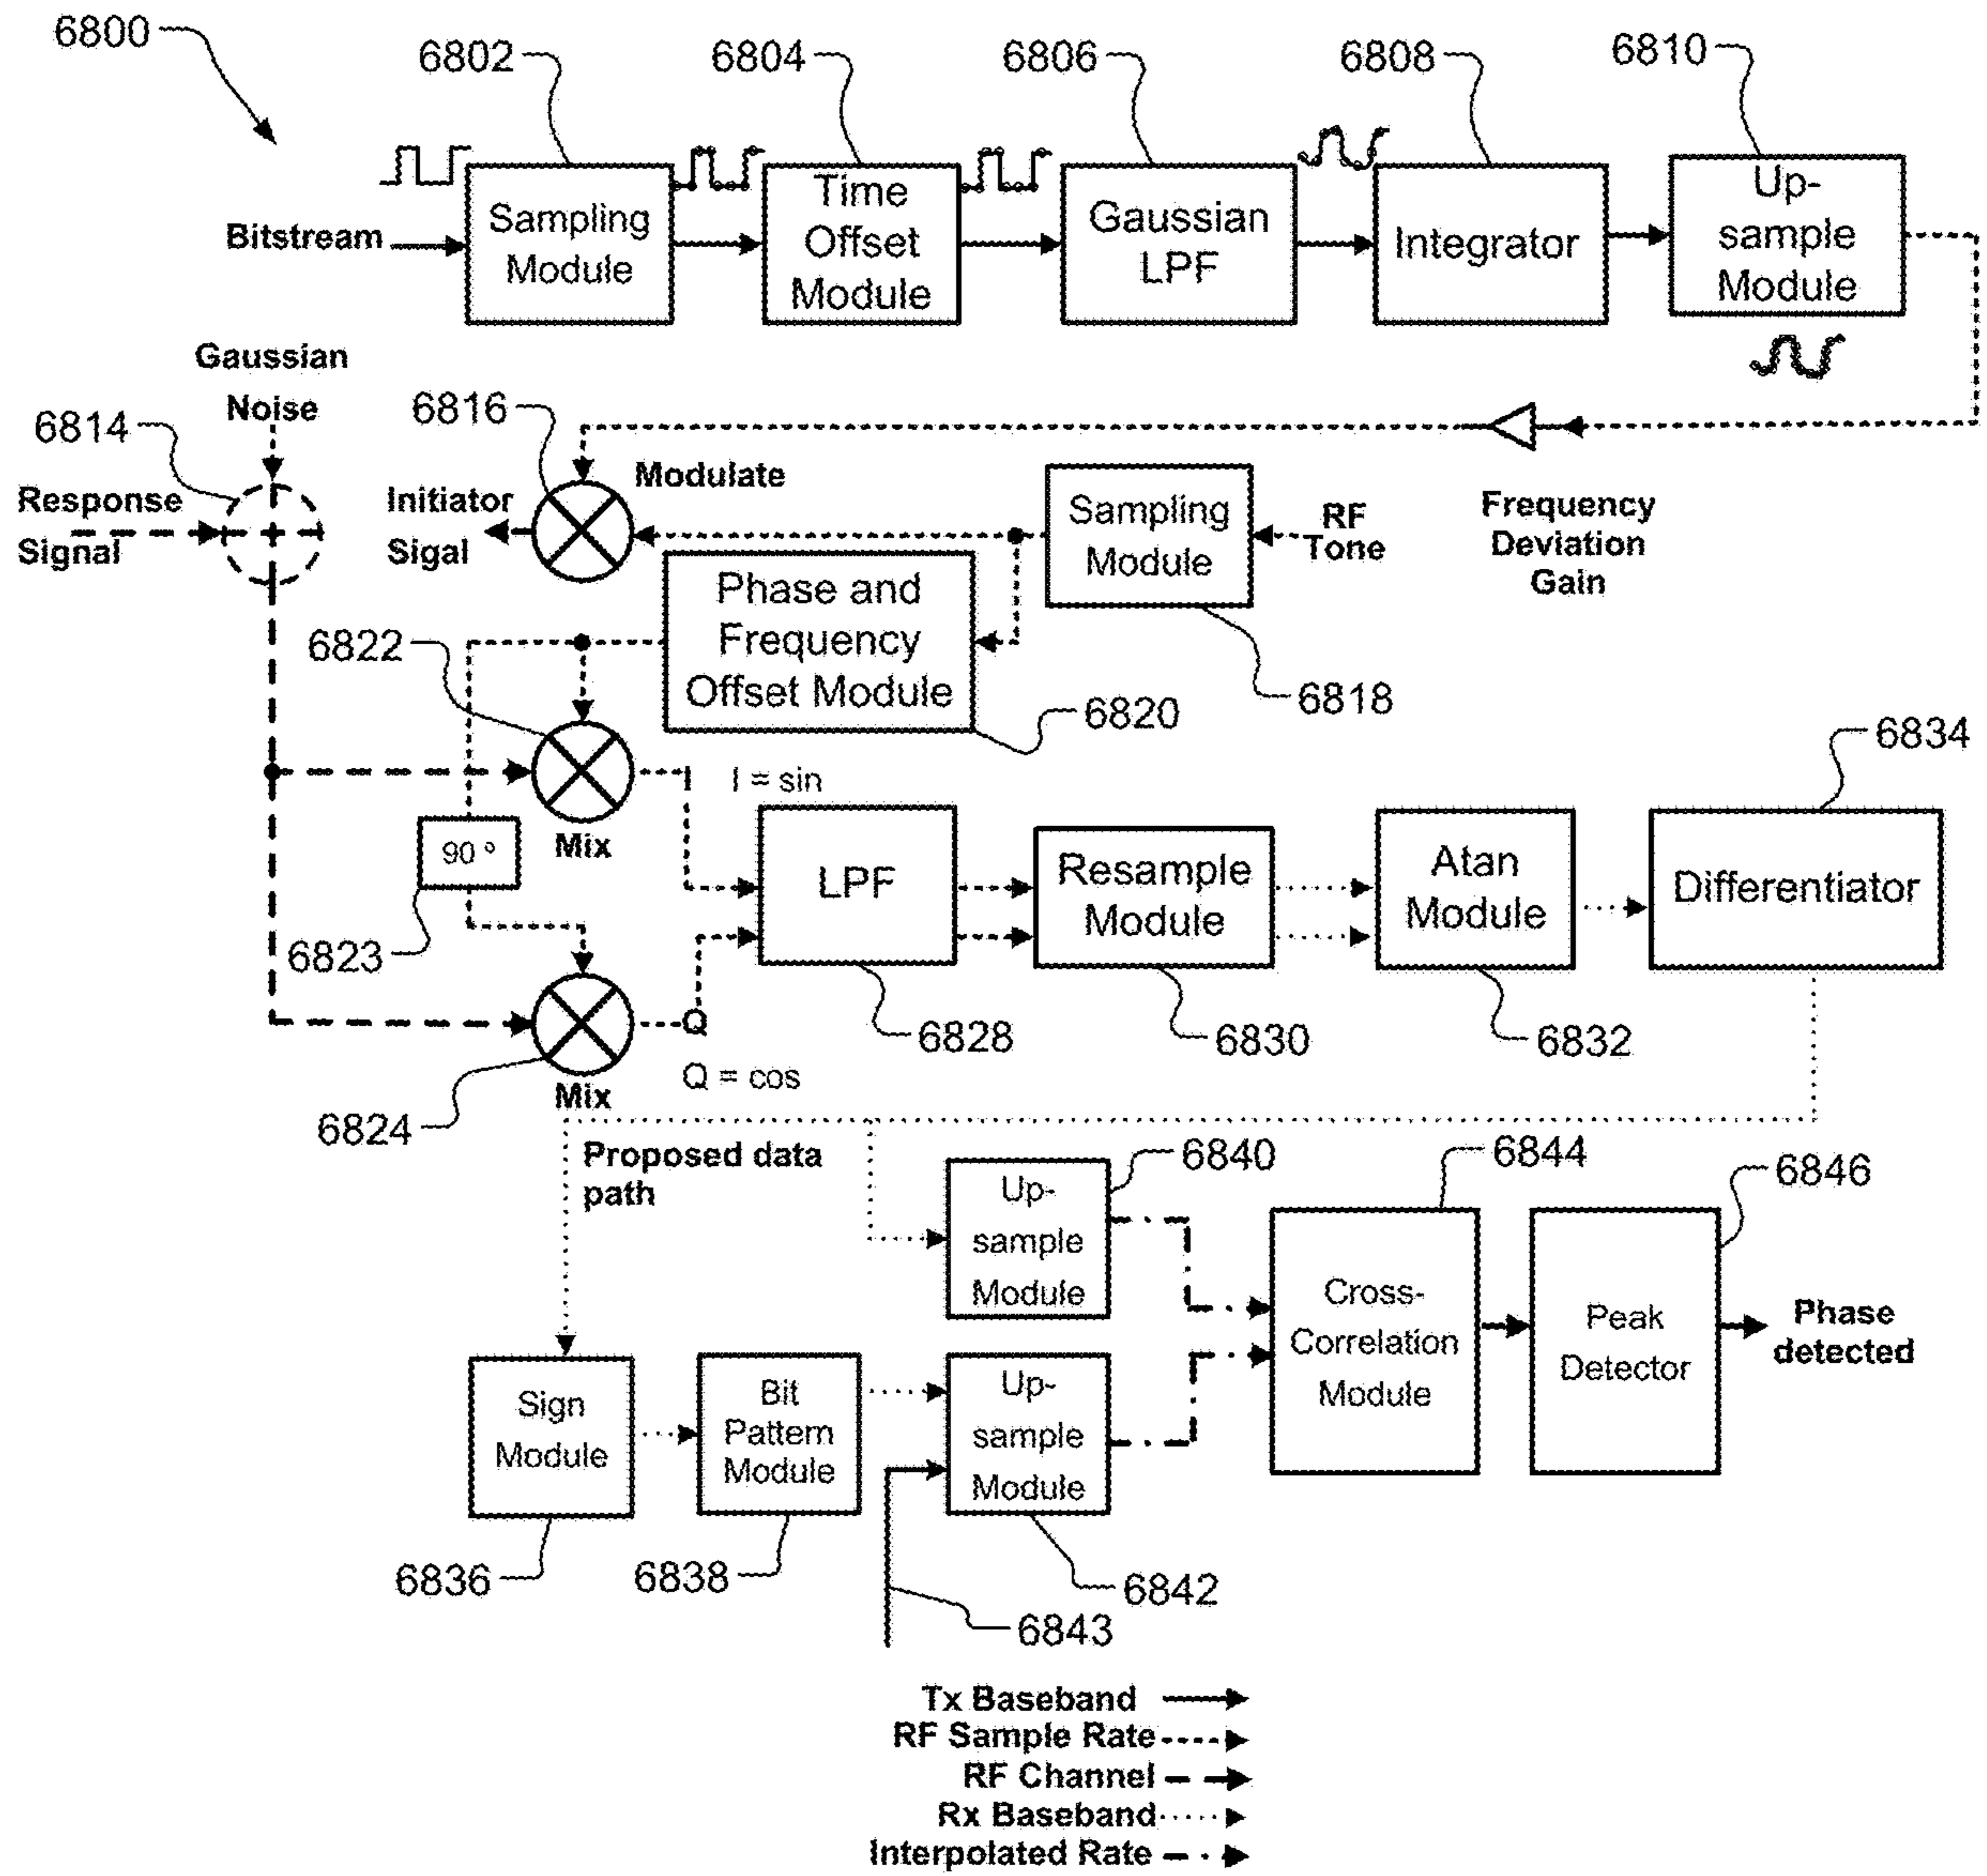 6800
6802
6804
6806
6808
6810
Bitstream
Sampling
Module
Time
Offset
Module
Gaussian
LPF
Integrator
Up-
sample
Module
Gaussian
Noise
6814
6816
Response
Signal
Initiator
Sigal
Modulate
Sampling
Module
RF
Tone
Frequency
Deviation
Gain
Phase and
Frequency
Offset Module
6818
6820
6822
6834
Mix
I
I = sin
90 º
6823
LPF
Resample
Module
Atan
Module
Differentiator
6828
6830
6832
Q
Q = cos
Mix
6824
Proposed data
path
6840
6844
6846
Up-
sample
Module
Cross-
Correlation
Module
Peak
Detector
Phase
detected
Sign
Module
Bit
Pattern
Module
Up-
sample
Module
6836
6838
6842
6843
Tx Baseband
RF Sample Rate
RF Channel
Rx Baseband
Interpolated Rate